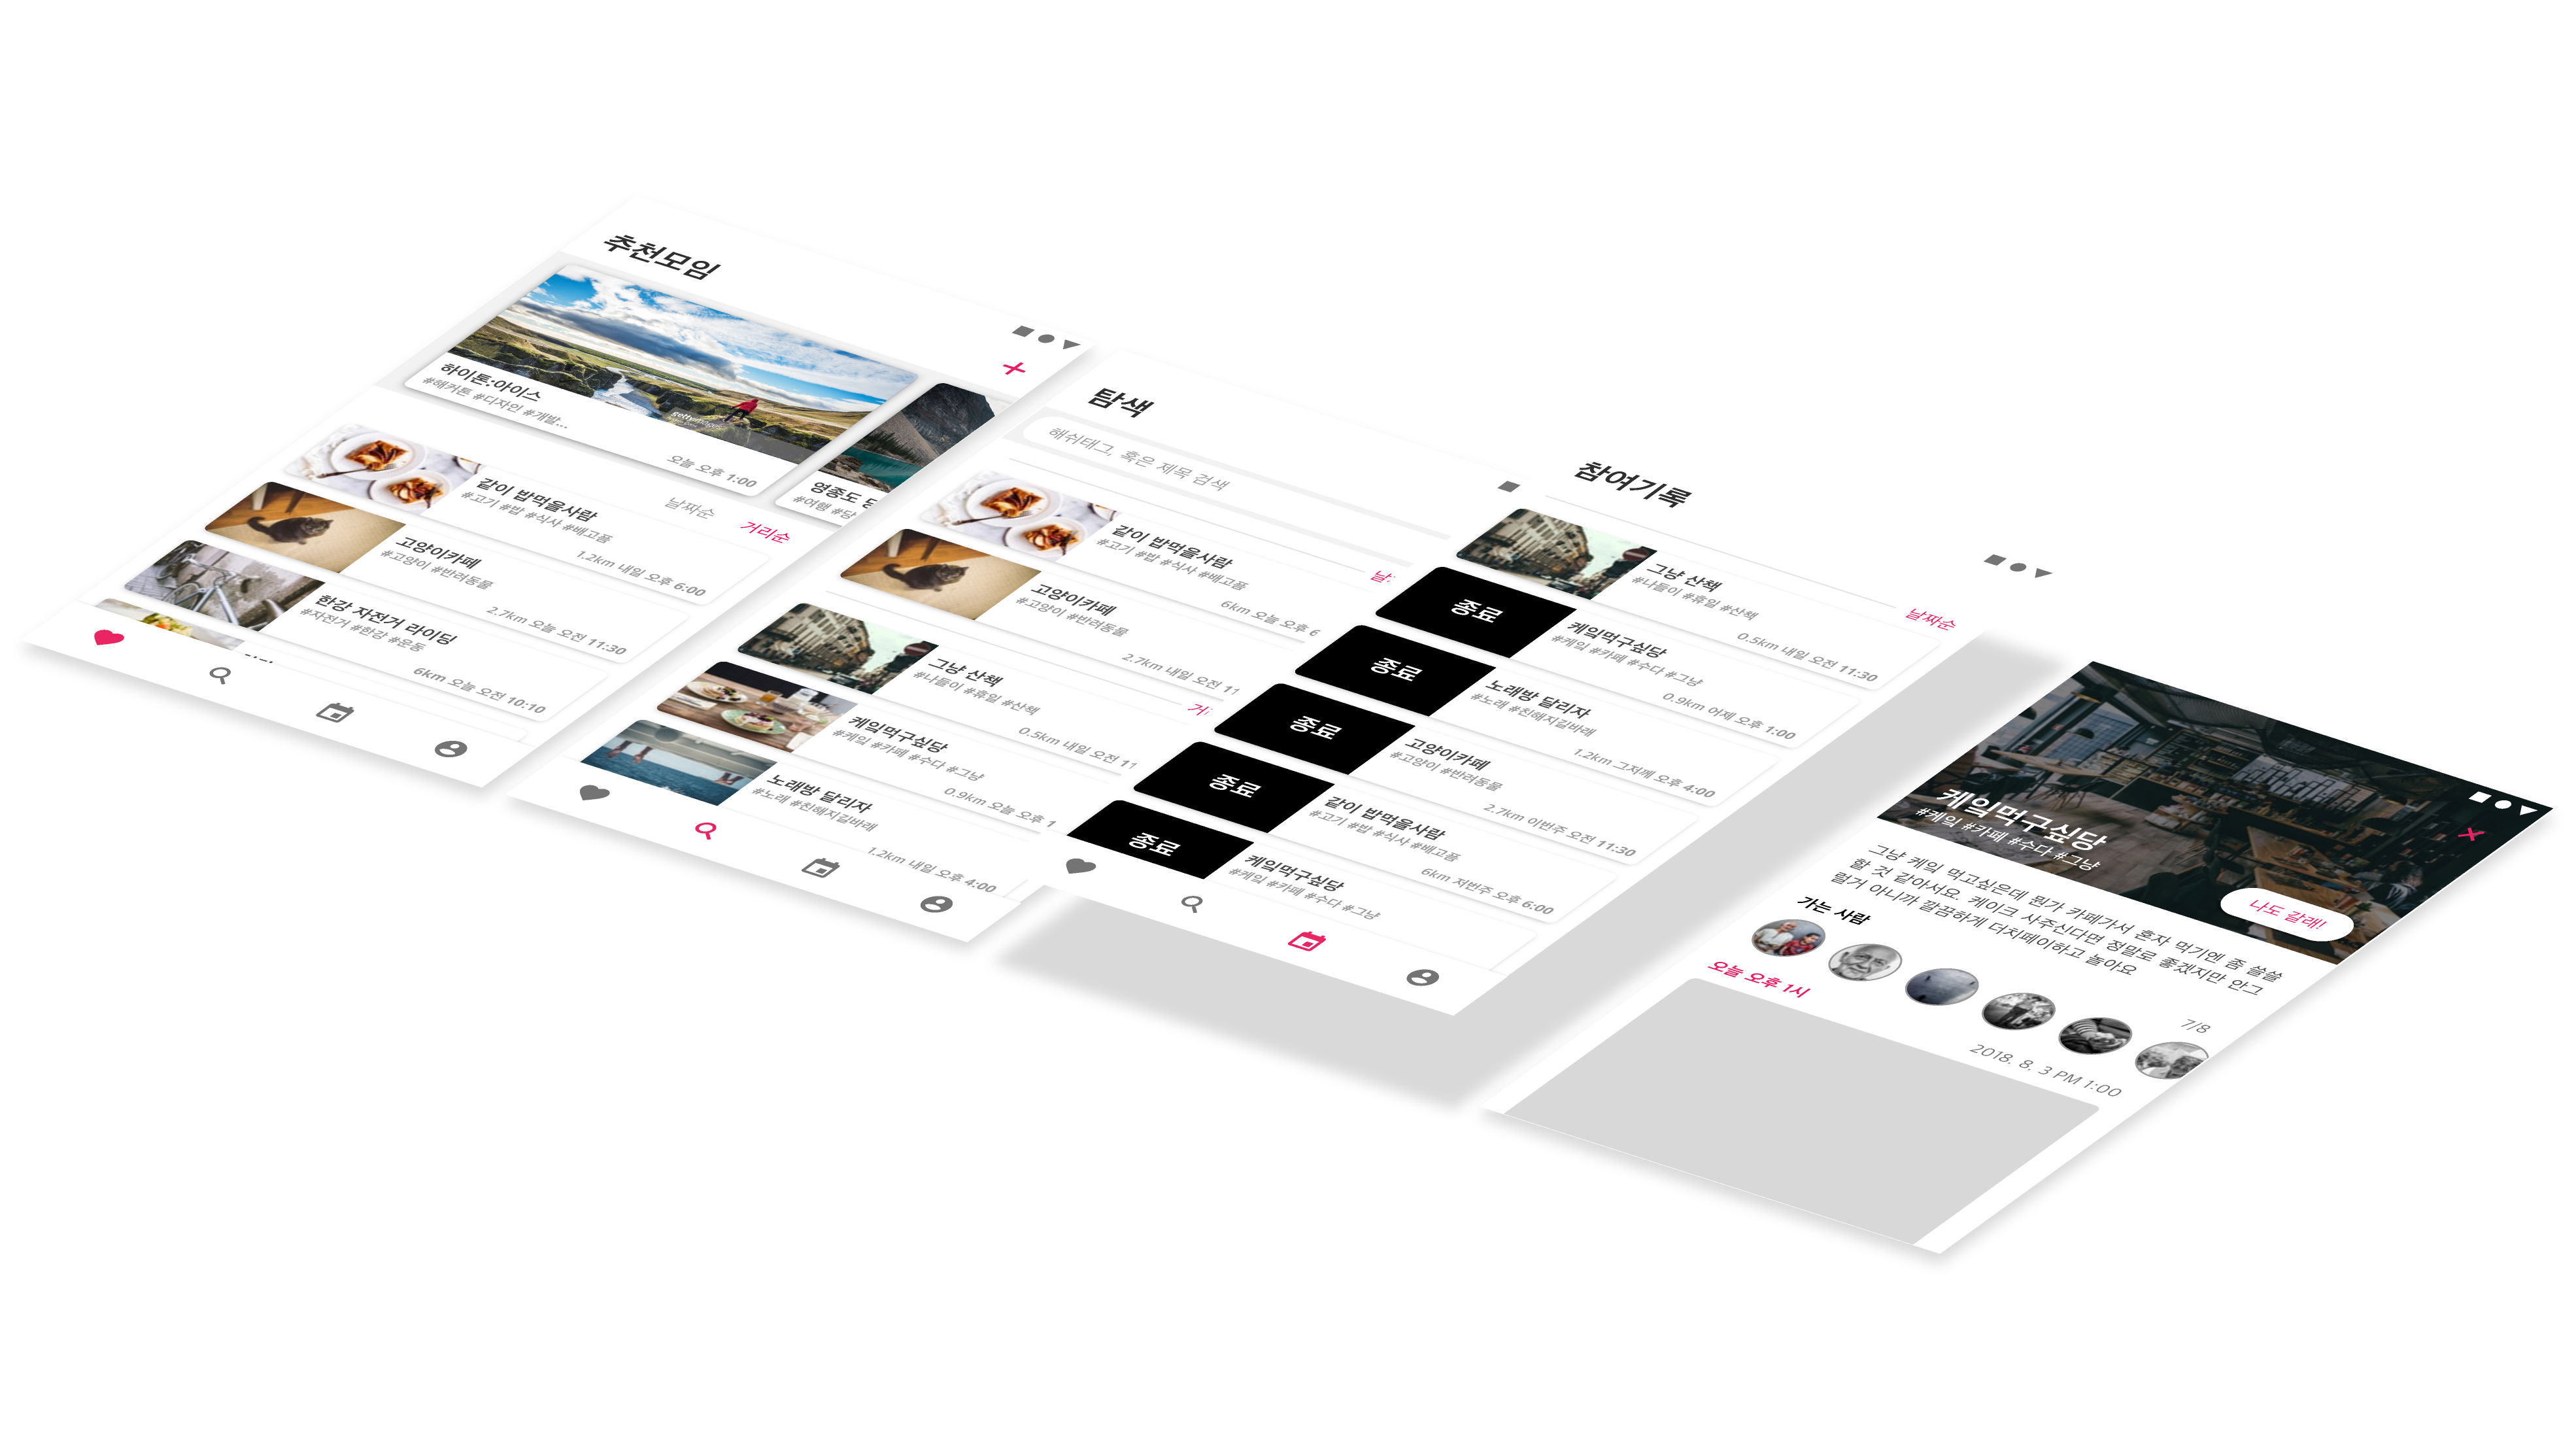 추천모임
하이톤:아이스
#해커톤 #디자인 #개발...
오늘 오후 1:00
gettyimages
영종도
#여행
날짜순
거리순
같이 밥먹을사람
#고기 #밥 #식사 #배고픔
1.2km 내일 오후 6:00
고양이카페
#고양이 #반려동물
2.7km 오늘 오전 11:30
한강 자전거 라이딩
#자전거 #한강 #운동
6km 오늘 오전 10:10
탐색
해쉬태그, 혹은 제목 검색
같이 밥먹을사람
#고기 #밥 #식사 #배고픔
6km 오늘 오후 6
고양이카페
#고양이 #반려동물
2.7km 내일 오전 11
그냥 산책
#나들이 #휴일 #산책
0.5km 내일 오전 11
케잌먹구싶당
#케잌 #카페 #수다 #그냥
0.9km 오늘 오후 1
노래방 달리자
#노래 #친해지길바래
1.2km 내일 오후 4:00
참여기록
날짜순
그냥 산책
#나들이 #휴일 #산책
0.5km 내일 오전 11:30
종료
케잌먹구싶당
#케잌 #카페 #수다 #그냥
0.9km 어제 오후 1:00
종료
노래방 달리자
#노래 #친해지길바래
1.2km 그저께 오후 4:00
종료
고양이카페
#고양이 #반려동물
2.7km 이번주 오전 11:30
종료
같이 밥먹을사람
#고기 #밥 #식사 #배고픔
6km 저번주 오후 6:00
종료
케잌먹구싶당
#케잌 #카페 #수다 #그냥
케잌먹구싶당
#케잌 #카페 #수다 #그냥
나도 갈래!
그냥 케잌 먹고싶은데 뭔가 카페가서 혼자 먹기엔 좀 쓸쓸
할 것 같아서요. 케이크 사주신다면 정말로 좋겠지만 안그
럴거 아니까 깔끔하게 더치페이하고 놀아요
가는 사람
7/8
오늘 오후 1시
2018. 8. 3 PM 1:00